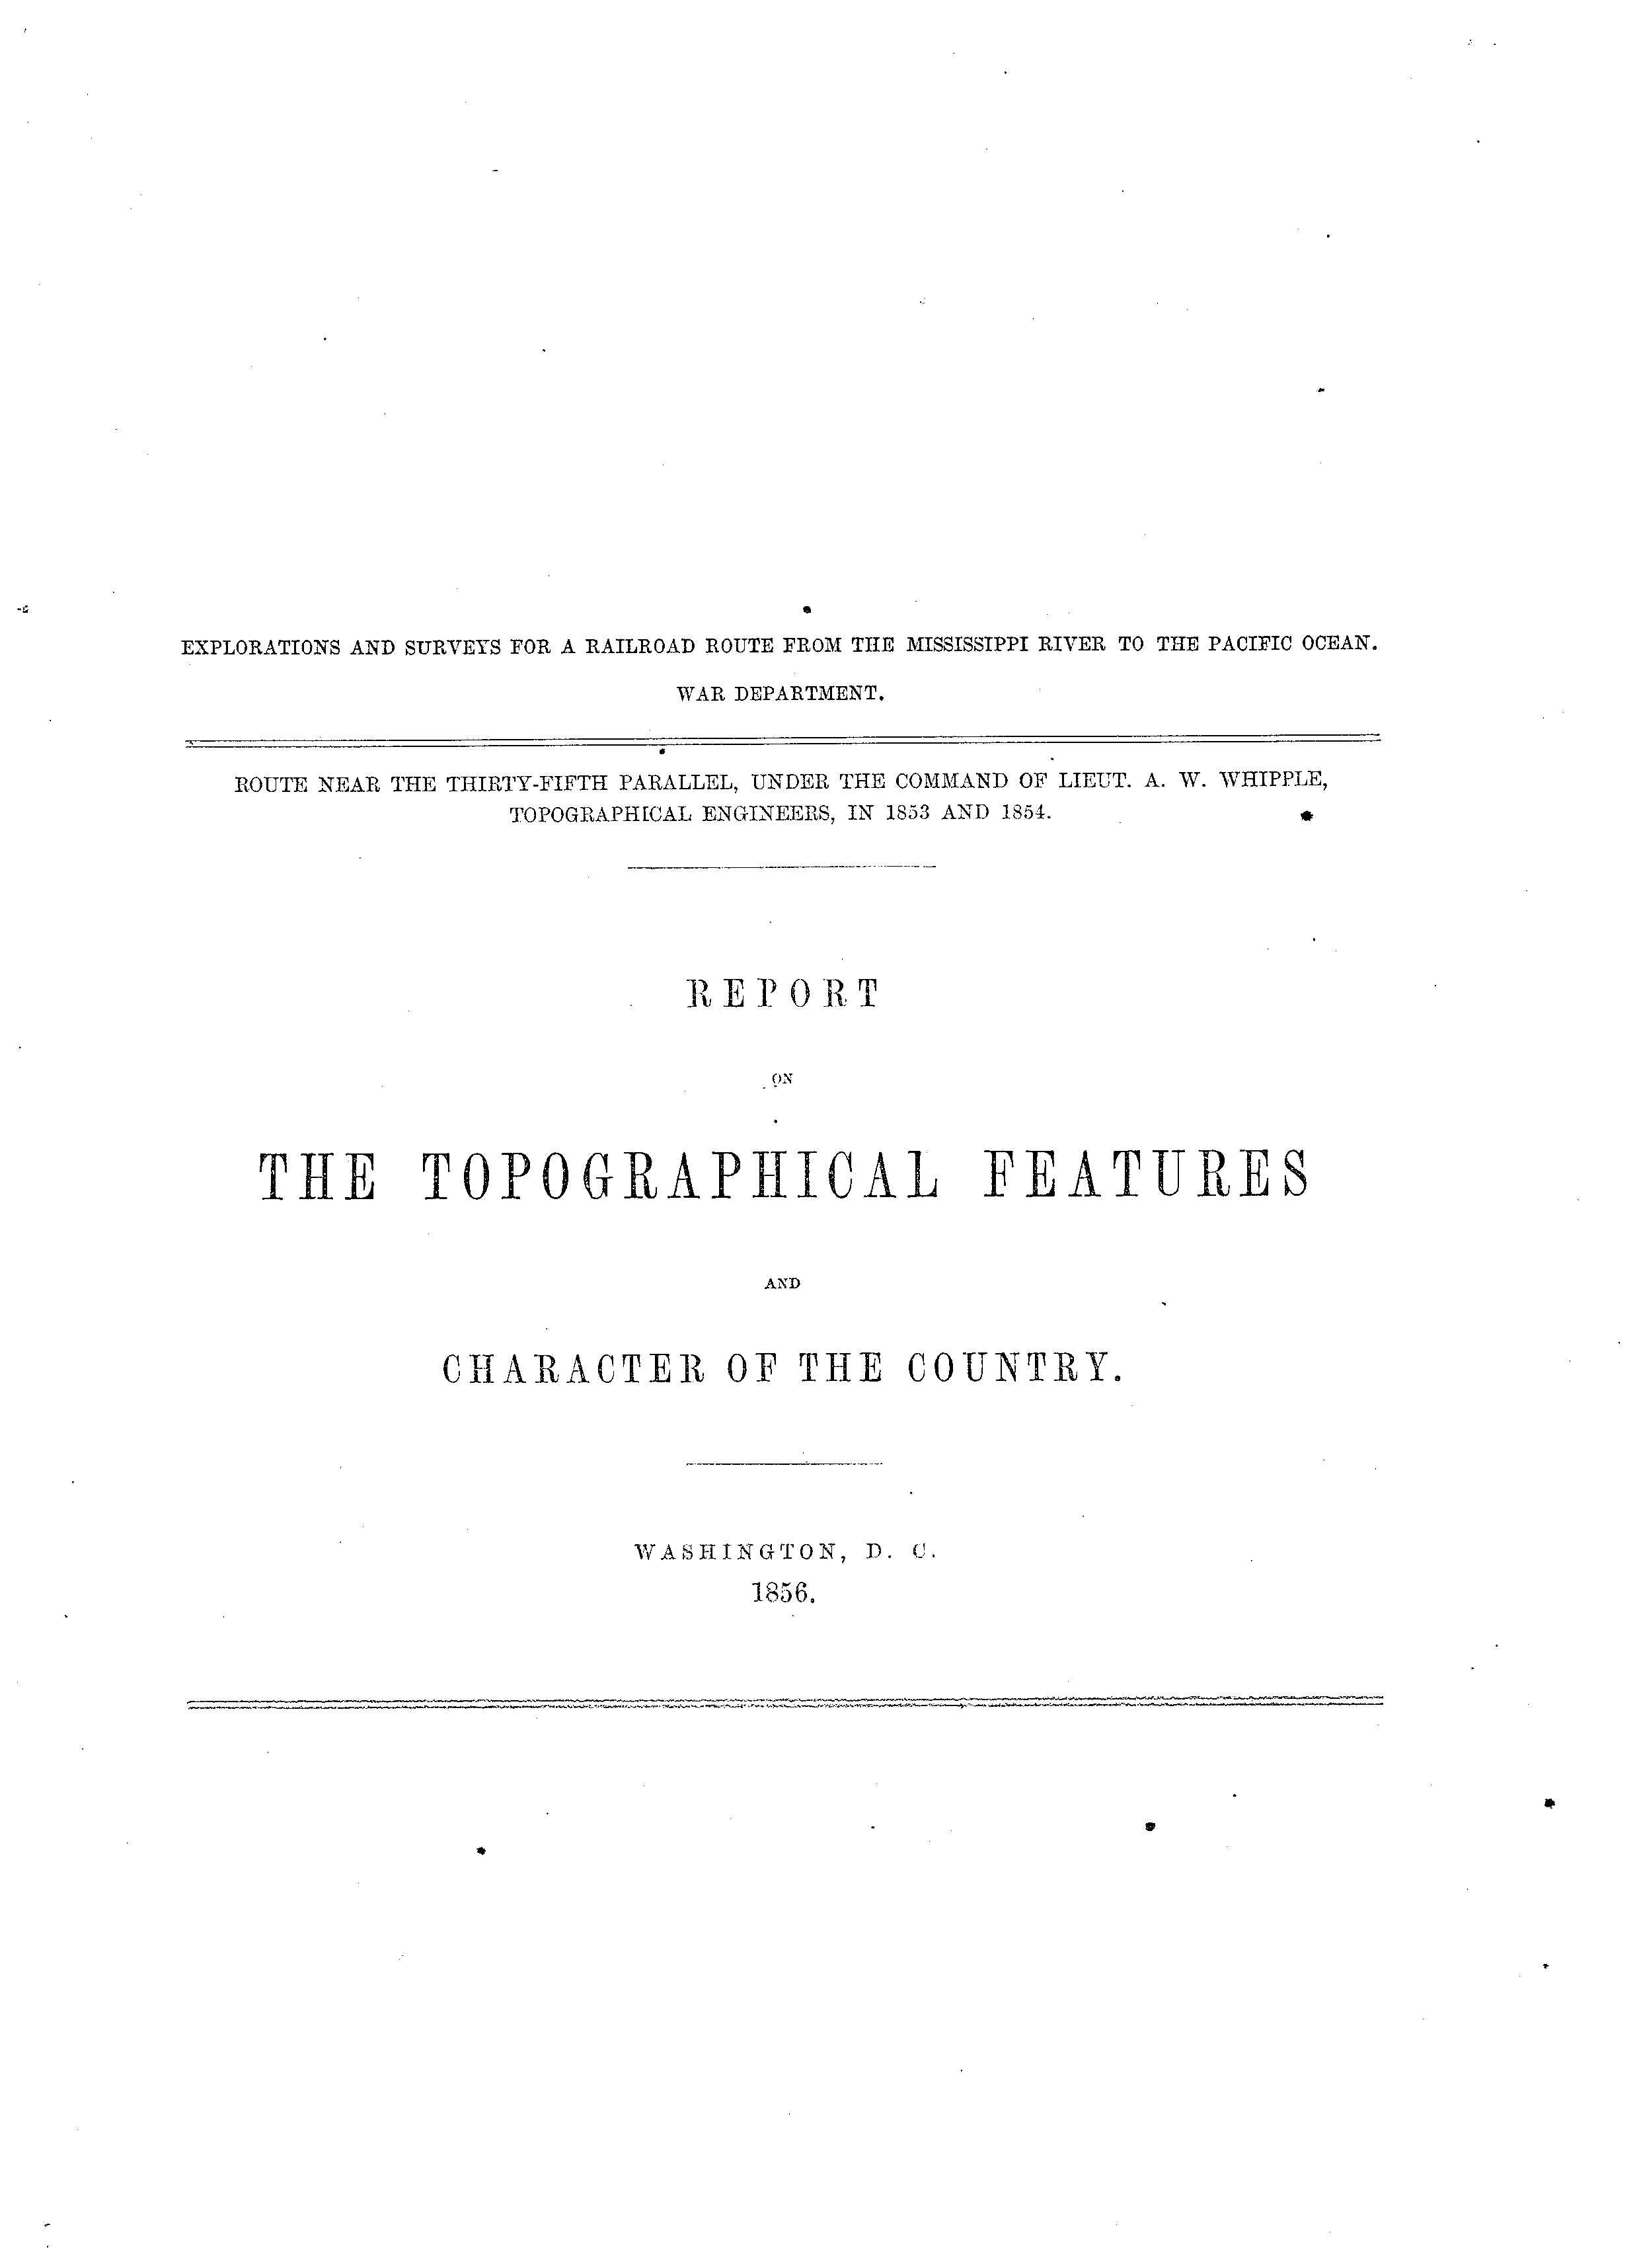 EXPLORATIONS AND SURVEYS FOR A RAILROAD ROUTE FROM THE MISSISSIPPI RIVER TO THE PACIFIC OCEAN.
WAR DEPARTMENT.
ROUTE NEAR THE THIRTY-FIFTH PARALLEL, UNDER THE COMMAND OF LIEUT. A. W. WHIPPLE,
TOPOGRAPHICAL ENGINEERS, IN 1853 AND 1854.
REPORT
ON
THE TOPOGRAPHICAL FEATURES
AND
CHARACTER OF THE COUNTRY.
WASHINGTON, D. C.
1856.